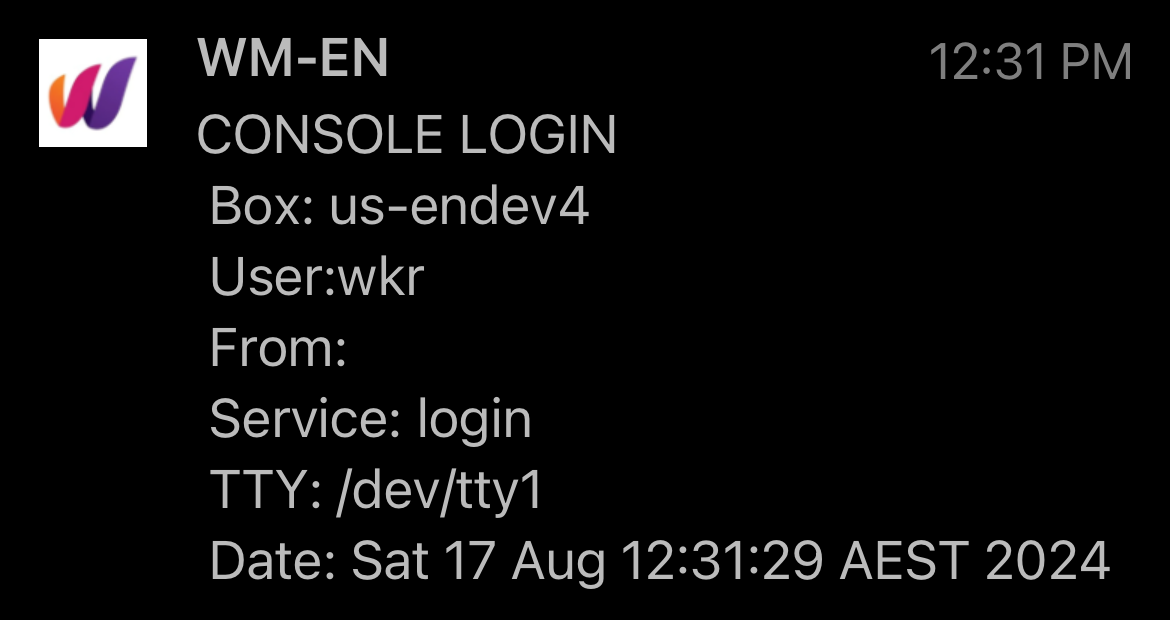 WM-EN
12:31 PM
CONSOLE LOGIN
Box: us-endev4
User:wkr
From:
Service: login
TTY: /dev/tty1
Date: Sat 17 Aug 12:31:29 AEST 2024